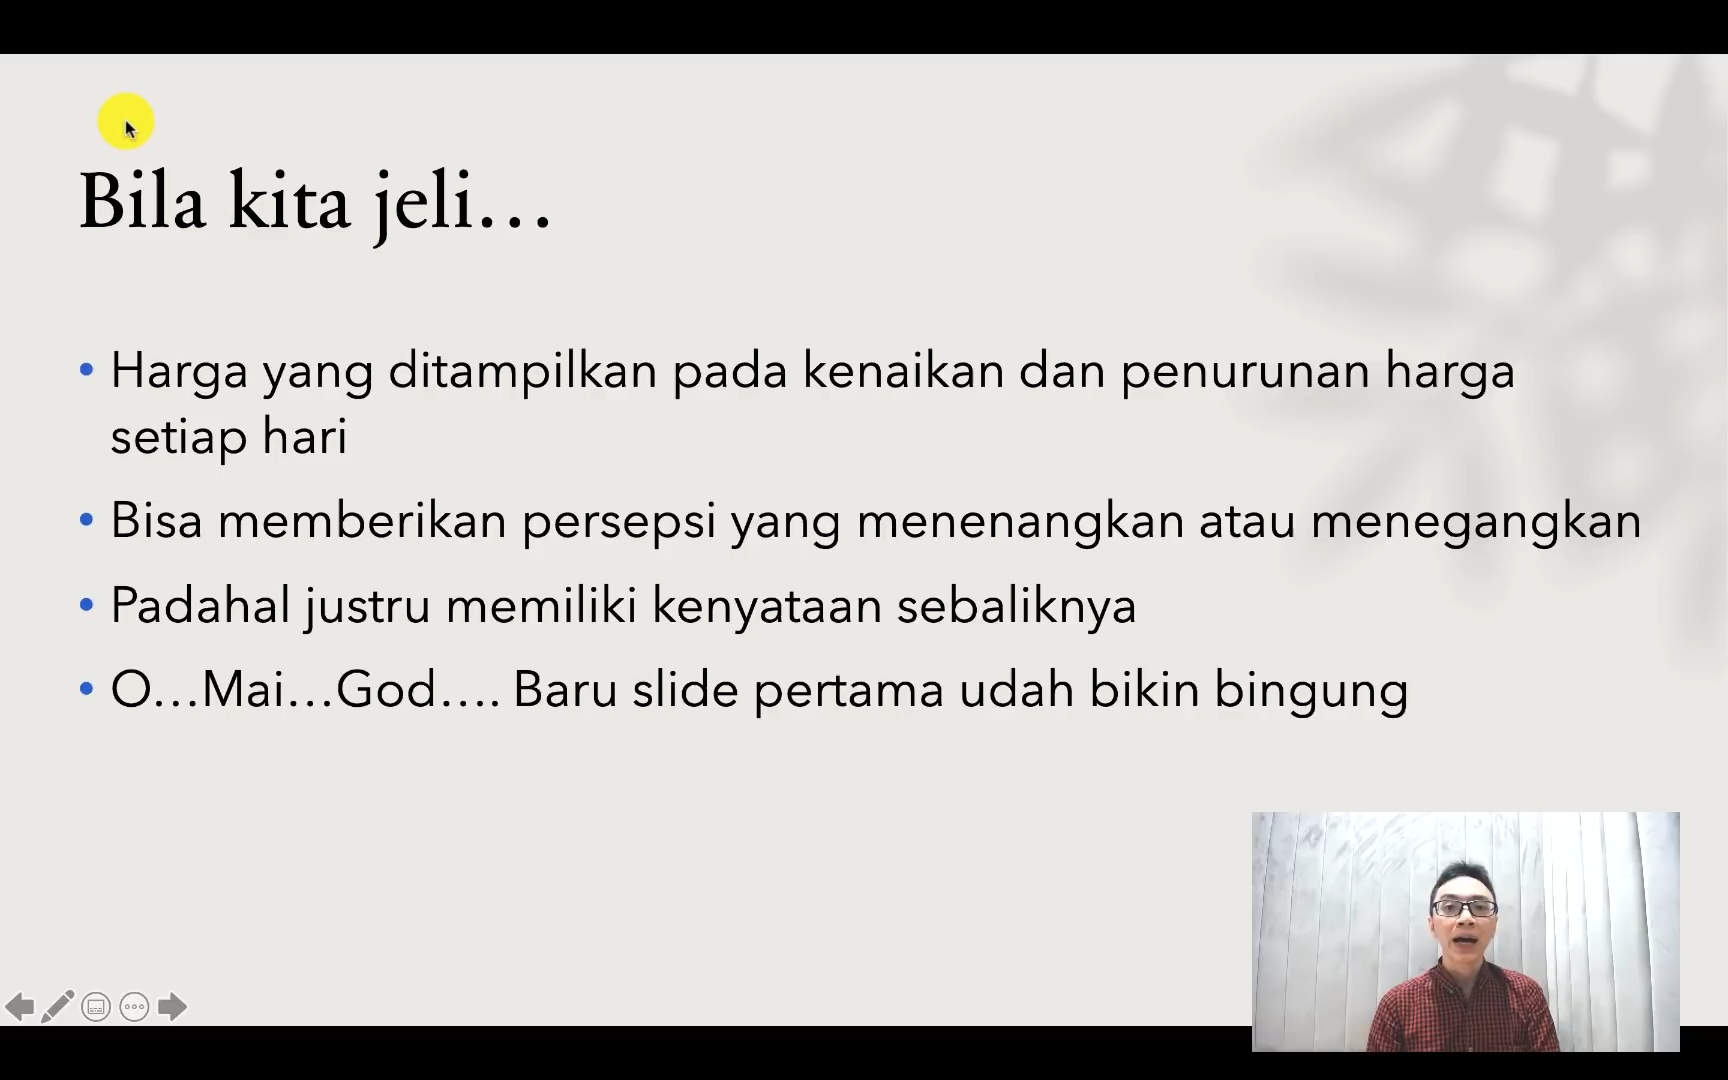 Bila kita jeli…
• Harga yang ditampilkan pada kenaikan dan penurunan harga
setiap hari
• Bisa memberikan persepsi yang menenangkan atau menegangkan
• Padahal justru memiliki kenyataan sebaliknya
• O…Mai…God…. Baru slide pertama udah bikin bingung